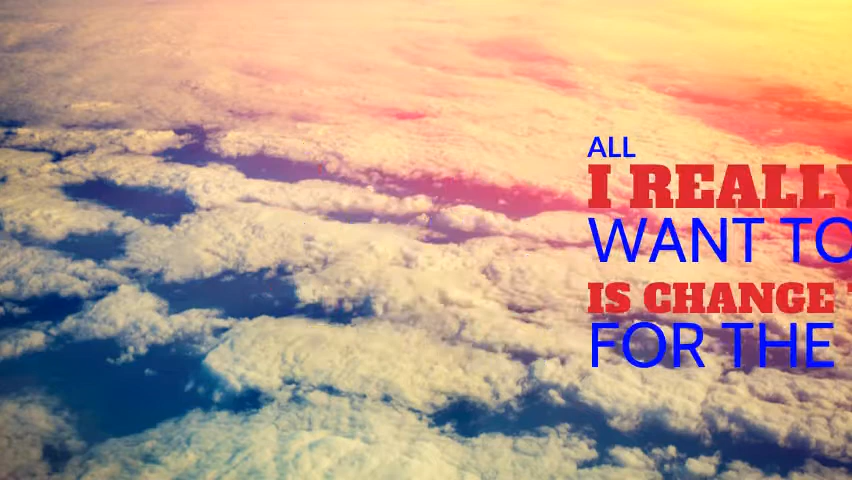 ALL
I REALLY
WANT TO
IS CHANGE
FOR THE